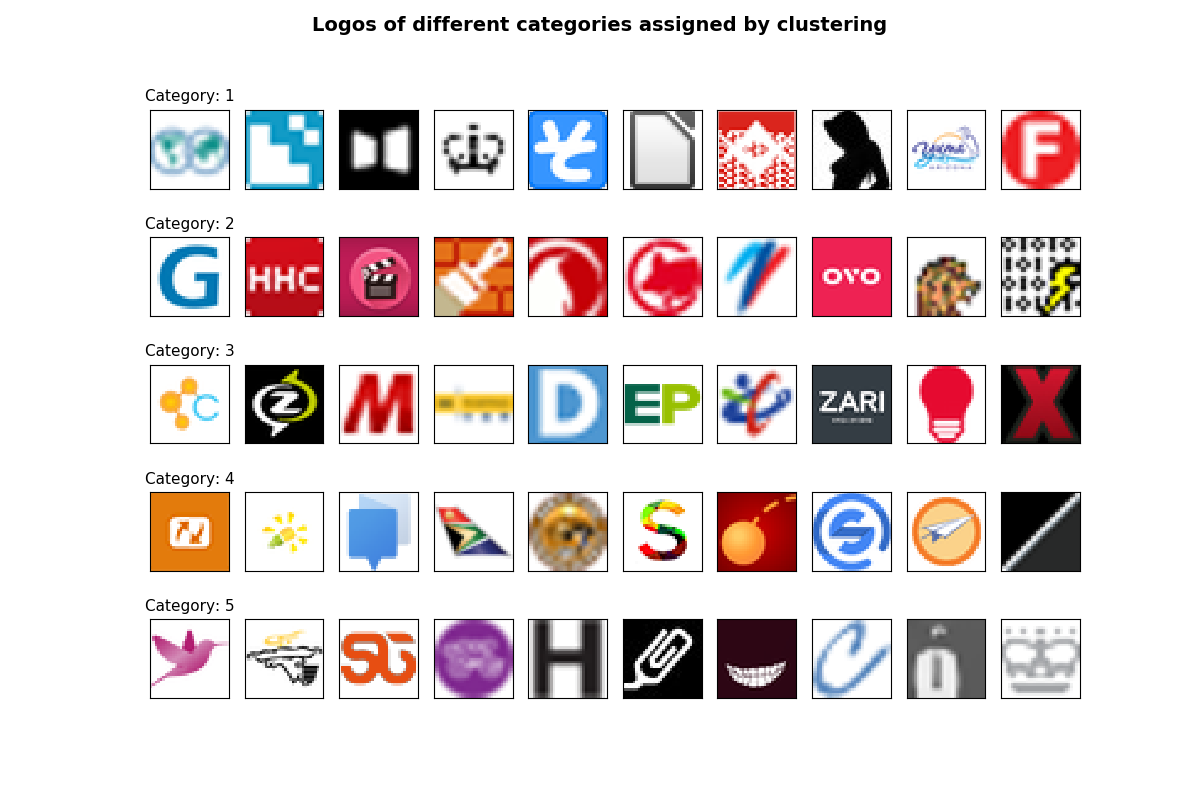 Logos of different categories assigned by clustering
Category: 1
F
Category: 2
G
HHC
OVO
Category: 3
C
Z
M
D
EP
ZARI
X
Category: 4
S
S
Category: 5
SG
H
C